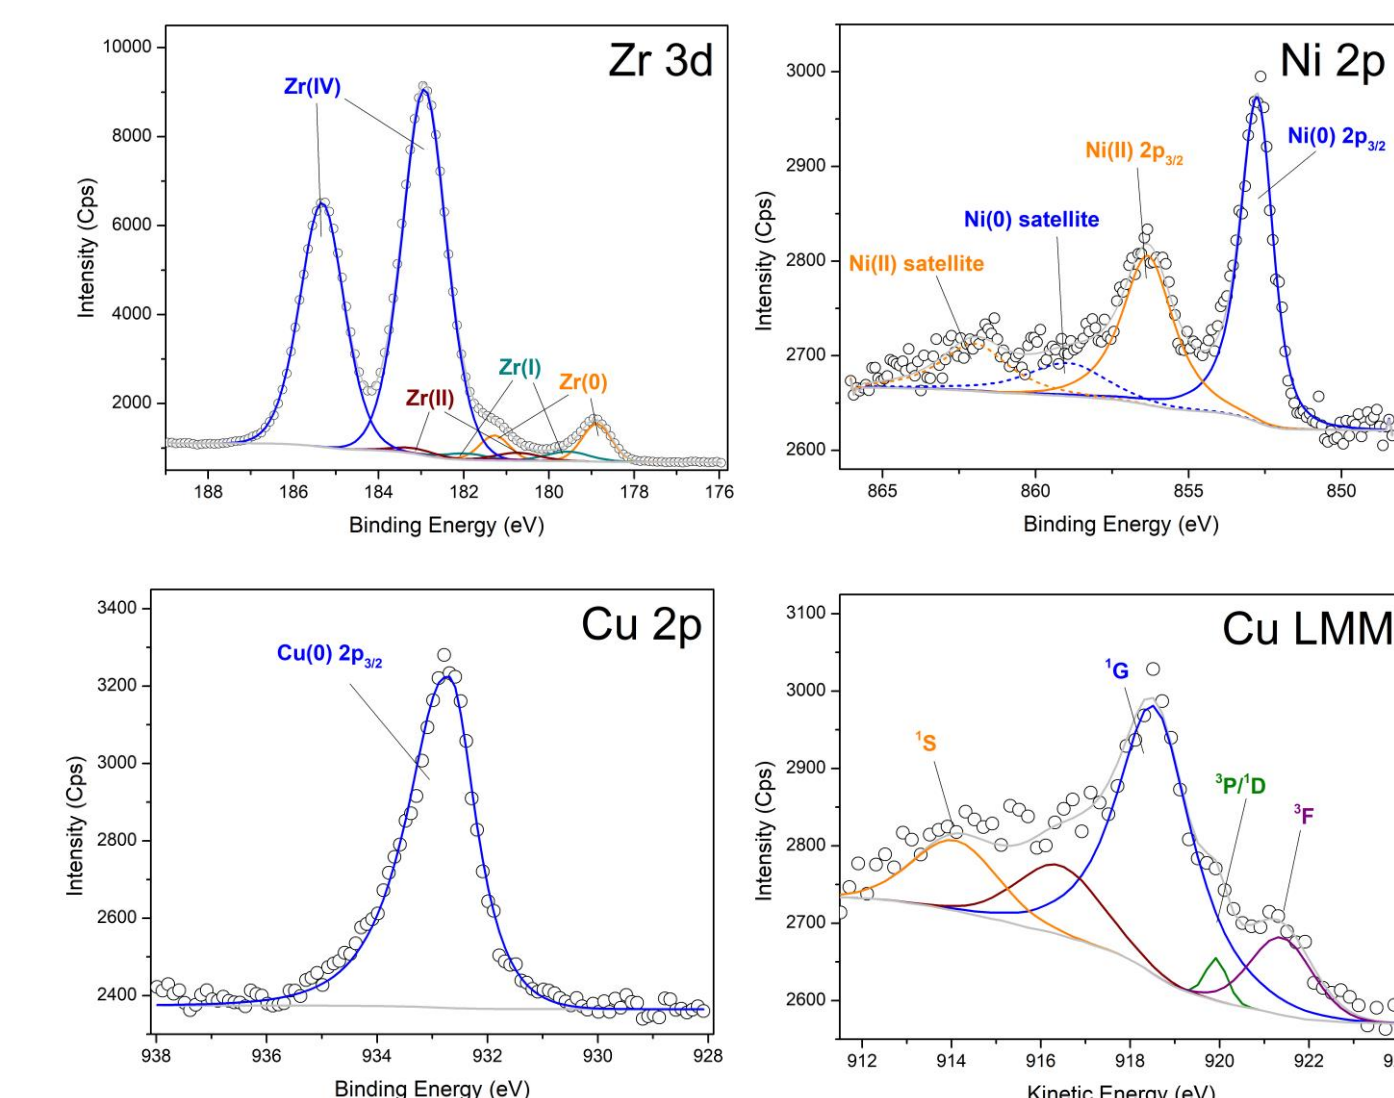 Zr 3d
Zr(IV)
Zr(II)
Zr(I)
Zr(0)
10000
8000
6000
4000
2000
Intensity (Cps)
188 186 184 182 180 178 176
Binding Energy (eV)
Ni 2p
Ni(II) 2p3/2
Ni(0) 2p3/2
Ni(0) satellite
Ni(II) satellite
3000
2900
2800
2700
2600
Intensity (Cps)
865 860 855 850
Binding Energy (eV)
Cu 2p
Cu(0) 2p3/2
3400
3200
3000
2800
2600
2400
Intensity (Cps)
938 936 934 932 930 928
Binding Energy (eV)
Cu LMM
1G
1S
3P/1D
3F
3100
3000
2900
2800
2700
2600
Intensity (Cps)
912 914 916 918 920 922
Kinetic Energy (eV)